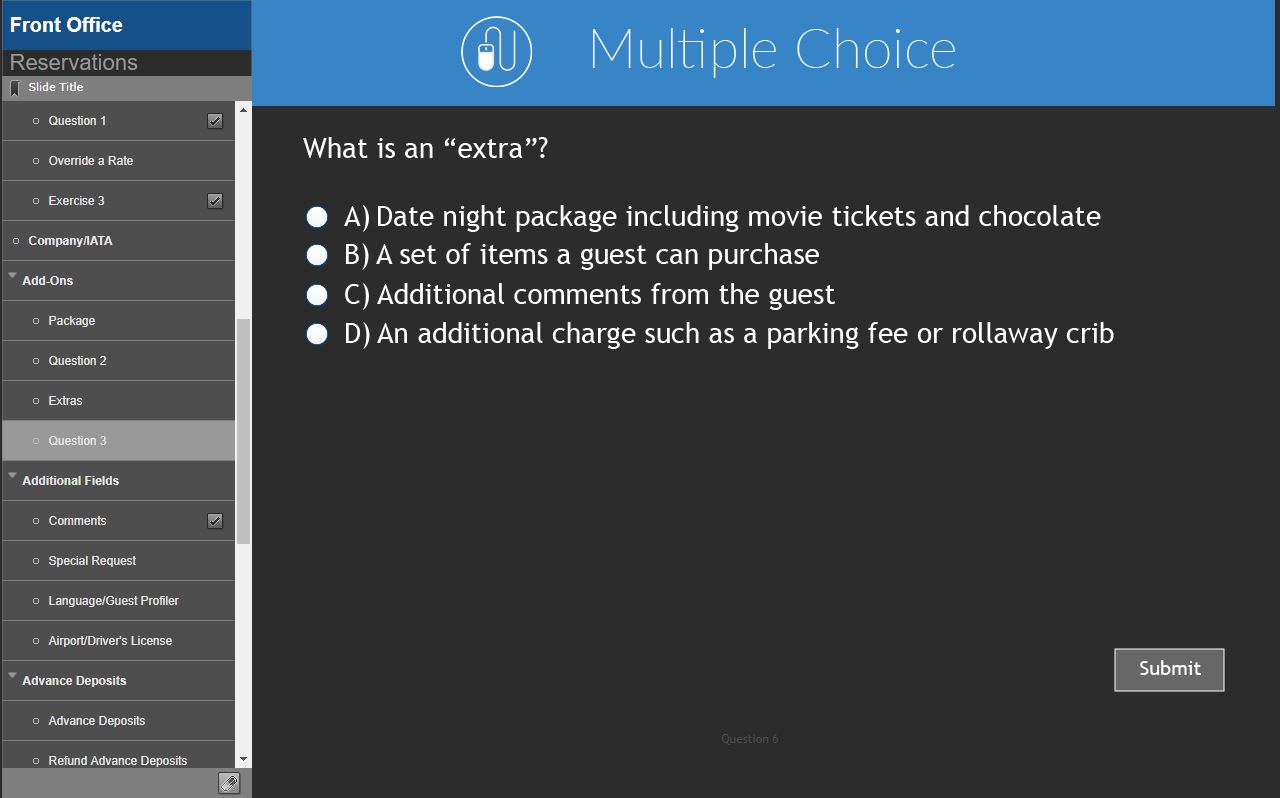 Front Office
Reservations
Slide Title
Question 1
Override a Rate
Exercise 3
Company/IATA
Add-Ons
Package
Question 2
Extras
Question 3
Additional Fields
Comments
Special Request
Language/Guest Profiler
Airport/Driver's License
Advance Deposits
Advance Deposits
Refund Advance Deposits
Multiple Choice
What is an “extra”?
A) Date night package including movie tickets and chocolate
B) A set of items a guest can purchase
C) Additional comments from the guest
D) An additional charge such as a parking fee or rollaway crib
Submit
Question 6